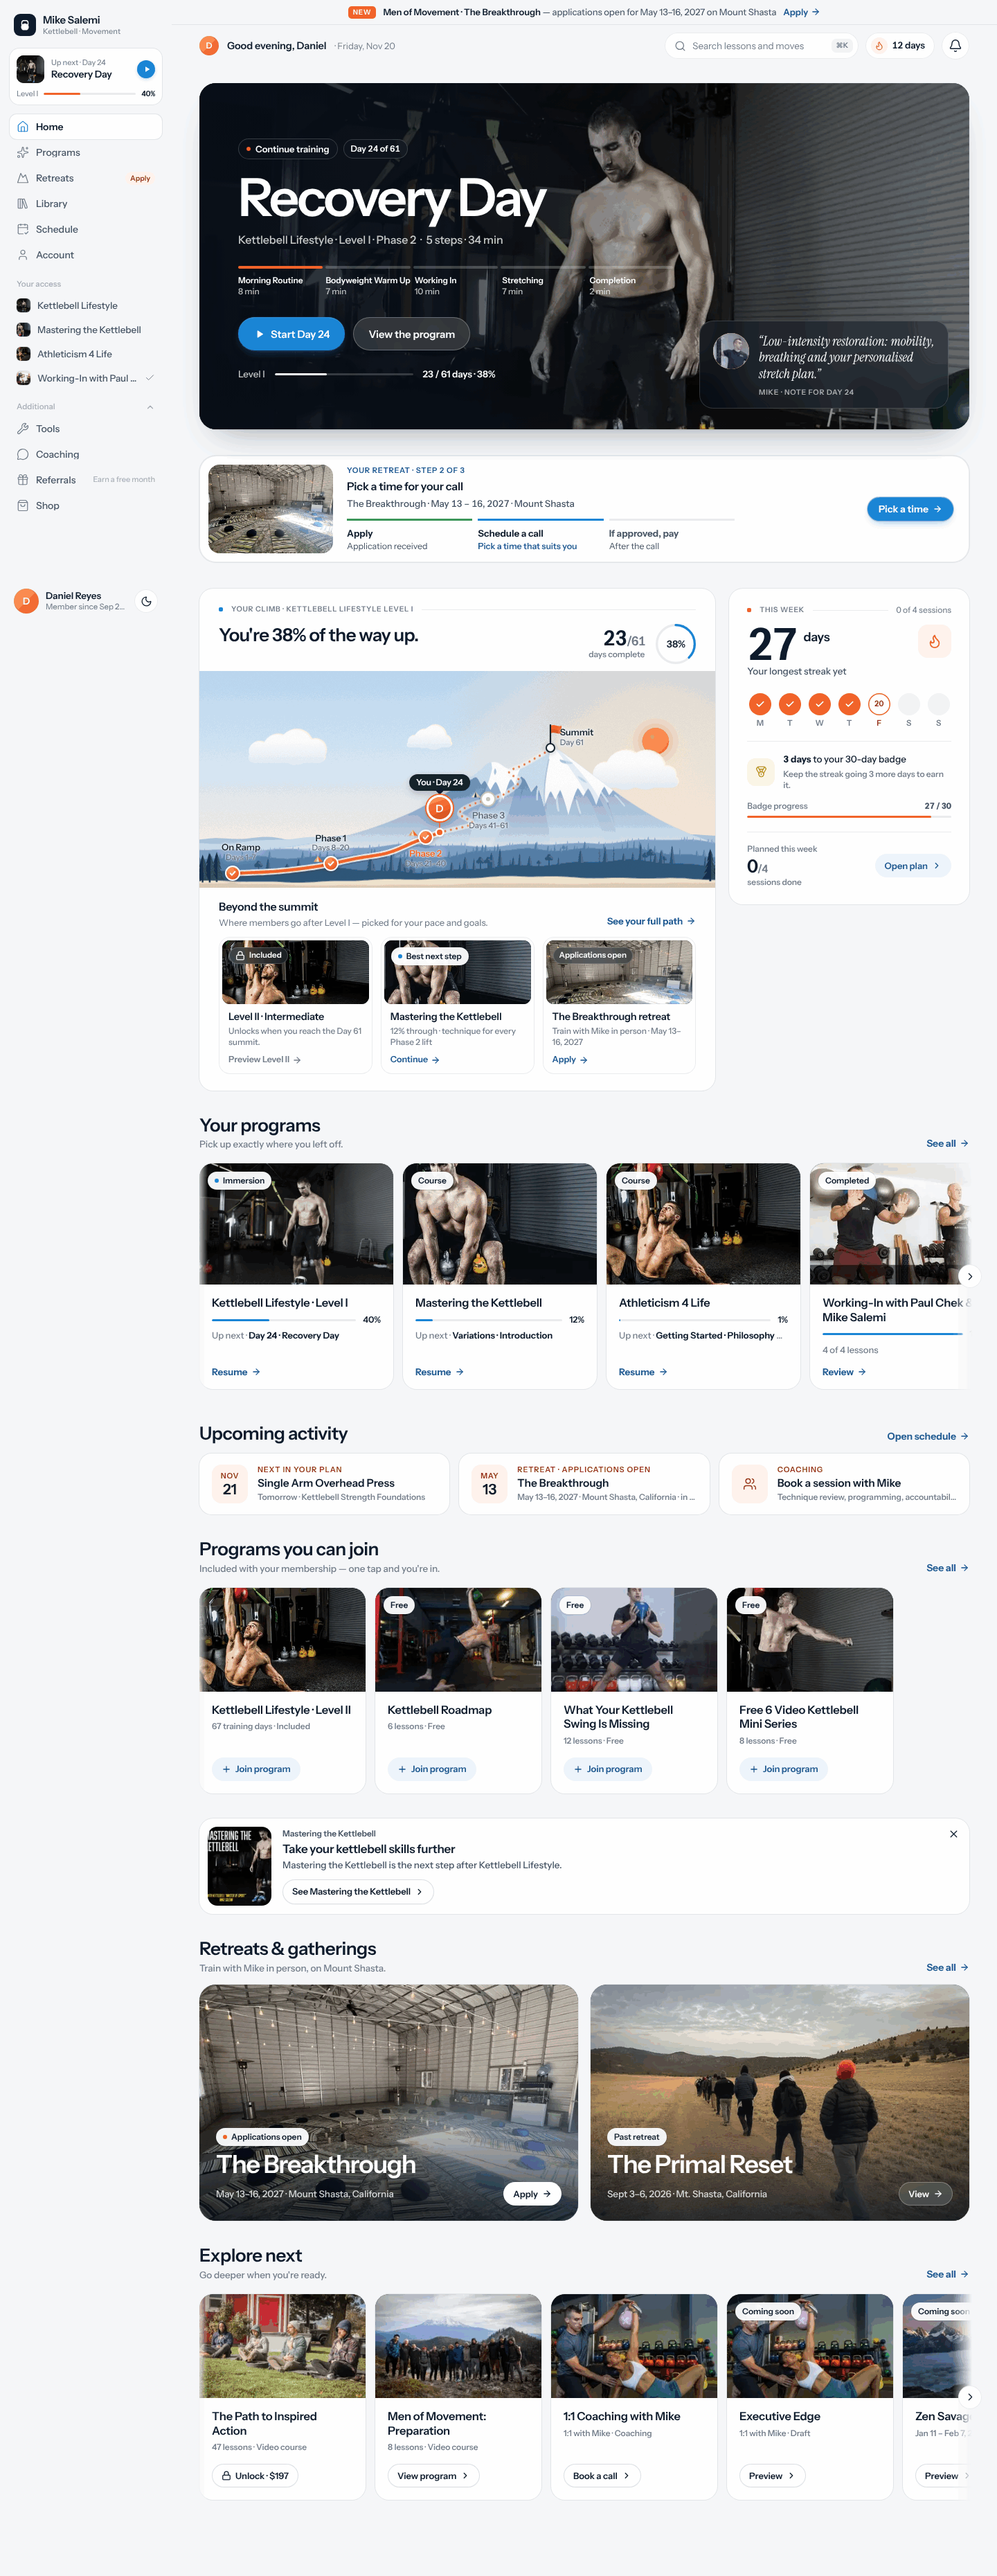 NEW Men of Movement · The Breakthrough — applications open for May 13–16, 2027 on Mount Shasta Apply →
Mike Salemi
Kettlebell · Movement
Up next · Day 24
Recovery Day
Level I 40%
Home
Programs
Retreats Apply
Library
Schedule
Account
Your access
Kettlebell Lifestyle
Mastering the Kettlebell
Athleticism 4 Life
Working-In with Paul ...
Additional
Tools
Coaching
Referrals Earn a free month
Shop
D Daniel Reyes
Member since Sep 2...
D Good evening, Daniel · Friday, Nov 20
Search lessons and moves ⌘K
12 days
Continue training Day 24 of 61
Recovery Day
Kettlebell Lifestyle · Level I · Phase 2 · 5 steps · 34 min
Morning Routine Bodyweight Warm Up Working In Stretching Completion
8 min 7 min 10 min 7 min 2 min
Start Day 24 View the program
Level I 23 / 61 days · 38%
“Low-intensity restoration: mobility,
breathing and your personalised
stretch plan.”
MIKE · NOTE FOR DAY 24
YOUR RETREAT · STEP 2 OF 3
Pick a time for your call
The Breakthrough · May 13 – 16, 2027 · Mount Shasta
Apply Schedule a call If approved, pay
Application received Pick a time that suits you After the call
Pick a time →
YOUR CLIMB · KETTLEBELL LIFESTYLE LEVEL I
You're 38% of the way up.
23/61
days complete
38%
Summit
Day 61
You · Day 24
D
Phase 3
Days 41–61
Phase 1
Days 8–20
On Ramp
Phase 2
Beyond the summit
Where members go after Level I — picked for your pace and goals.
See your full path →
Included
Level II · Intermediate
Unlocks when you reach the Day 61
summit.
Preview Level II →
Best next step
Mastering the Kettlebell
12% through · technique for every
Phase 2 lift
Continue →
Applications open
The Breakthrough retreat
Train with Mike in person · May 13–
16, 2027
Apply →
THIS WEEK 0 of 4 sessions
27 days
Your longest streak yet
20
M T W T F S S
3 days to your 30-day badge
Keep the streak going 3 more days to earn
it.
Badge progress 27 / 30
Planned this week
0/4
sessions done
Open plan
Your programs
Pick up exactly where you left off.
See all →
Immersion
Kettlebell Lifestyle · Level I
40%
Up next · Day 24 · Recovery Day
Resume →
Course
Mastering the Kettlebell
12%
Up next · Variations · Introduction
Resume →
Course
Athleticism 4 Life
1%
Up next · Getting Started · Philosophy ...
Resume →
Completed
Working-In with Paul Chek &
Mike Salemi
4 of 4 lessons
Review →
Upcoming activity
Open schedule →
NOV
21
NEXT IN YOUR PLAN
Single Arm Overhead Press
Tomorrow · Kettlebell Strength Foundations
MAY
13
RETREAT · APPLICATIONS OPEN
The Breakthrough
May 13–16, 2027 · Mount Shasta, California · in ...
COACHING
Book a session with Mike
Technique review, programming, accountabil...
Programs you can join
Included with your membership — one tap and you're in.
See all →
Kettlebell Lifestyle · Level II
67 training days · Included
+ Join program
Free
Kettlebell Roadmap
6 lessons · Free
+ Join program
Free
What Your Kettlebell
Swing Is Missing
12 lessons · Free
+ Join program
Free
Free 6 Video Kettlebell
Mini Series
8 lessons · Free
+ Join program
MASTERING THE
KETTLEBELL
Mastering the Kettlebell
Take your kettlebell skills further
Mastering the Kettlebell is the next step after Kettlebell Lifestyle.
See Mastering the Kettlebell
Retreats & gatherings
Train with Mike in person, on Mount Shasta.
See all →
Applications open
The Breakthrough
May 13–16, 2027 · Mount Shasta, California
Apply →
Past retreat
The Primal Reset
Sept 3–6, 2026 · Mt. Shasta, California
View →
Explore next
Go deeper when you're ready.
See all →
The Path to Inspired
Action
47 lessons · Video course
Unlock · $197
Men of Movement:
Preparation
8 lessons · Video course
View program
1:1 Coaching with Mike
1:1 with Mike · Coaching
Book a call
Coming soon
Executive Edge
1:1 with Mike · Draft
Preview
Coming soon
Zen Savage
Jan 11 – Feb 7,
Preview